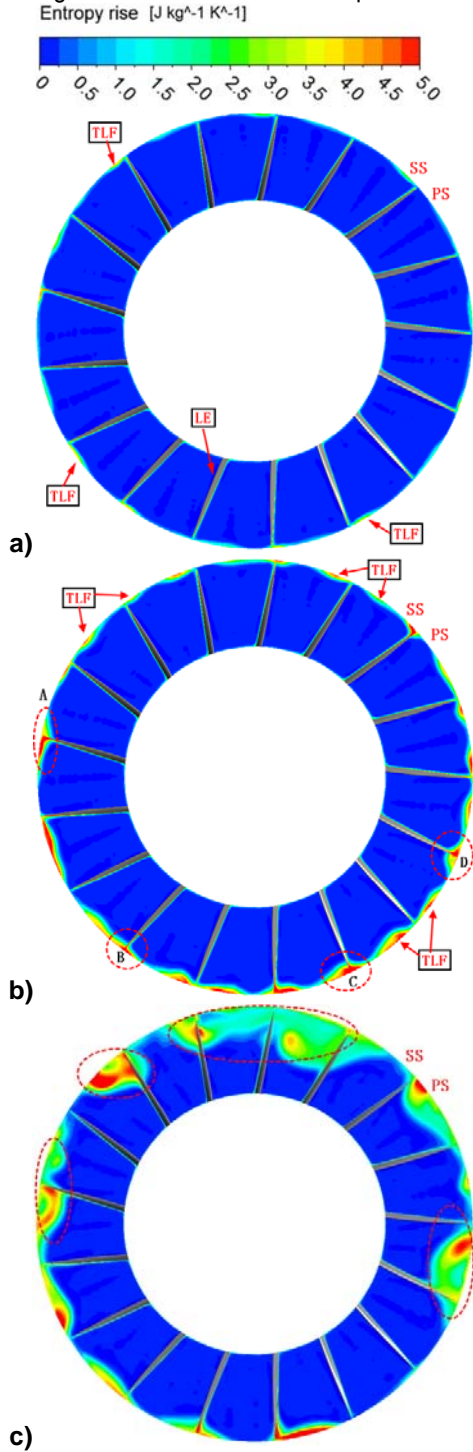 Entropy rise [J kg^-1 K^-1]
0 0.5 1.0 1.5 2.0 2.5 3.0 3.5 4.0 4.5 5.0
TLF
SS
PS
LE
TLF
TLF
a)
TLF
TLF
SS
PS
A
D
B
C
TLF
b)
SS
PS
c)